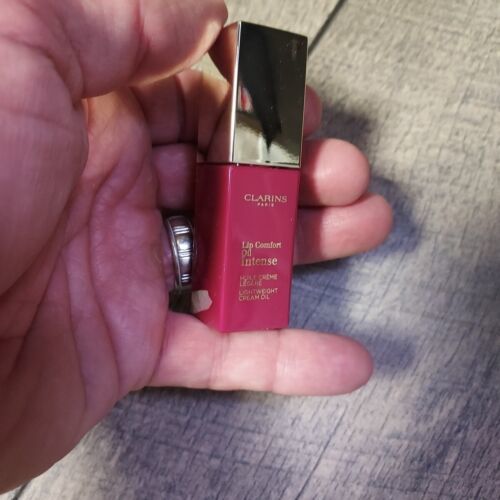 CLARINS
PARIS
Lip Comfort
Oil
Intense
HUILE-CRÈME
LÉGÈRE
LIGHTWEIGHT
CREAM OIL